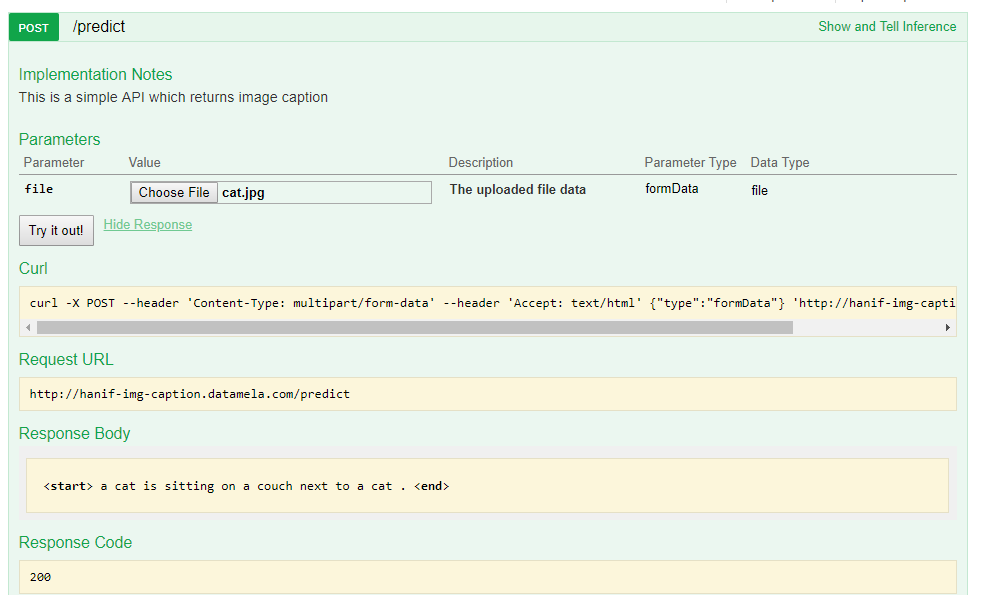 POST /predict Show and Tell Inference
Implementation Notes
This is a simple API which returns image caption
Parameters
Parameter Value Description Parameter Type Data Type
file Choose File cat.jpg The uploaded file data formData file
Try it out! Hide Response
Curl
curl -X POST --header 'Content-Type: multipart/form-data' --header 'Accept: text/html' {"type":"formData"} 'http://hanif-img-capti
Request URL
http://hanif-img-caption.datamela.com/predict
Response Body
<start> a cat is sitting on a couch next to a cat . <end>
Response Code
200